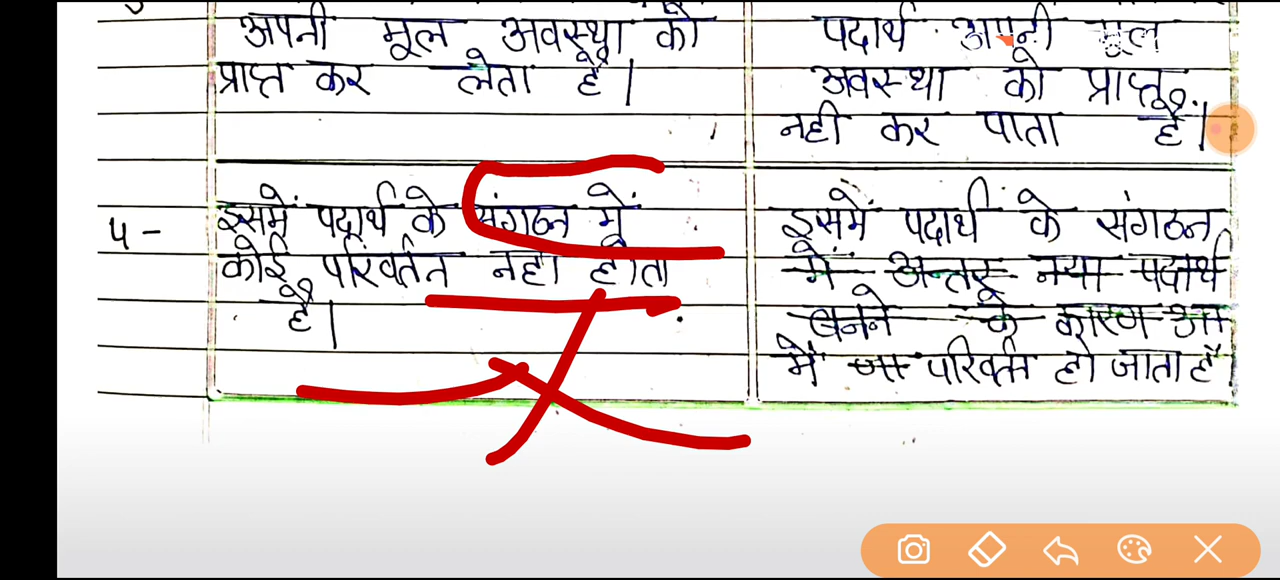 अपनी मूल अवस्था को
प्राप्त कर लेता है।
पदार्थ अपनी मूल
अवस्था को प्राप्त
नही कर पाता है।
५-
इसमें पदार्थ के संगठन में
कोई परिवर्तन नहीं होता
है।
इसमें पदार्थ के संगठन
में अन्तर नया पदार्थ
बनने के कारण
में परिवर्तन हो जाता है